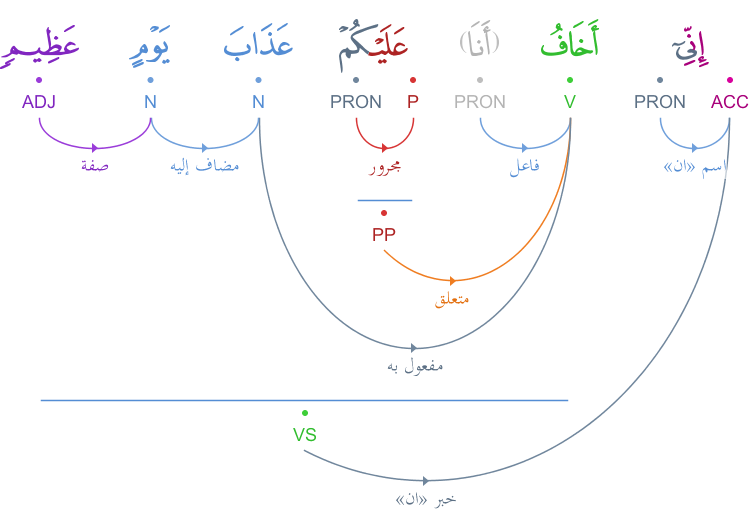 إِنِّىٓ أَخَافُ (أَنَا) عَلَيْكُمْ عَذَابَ يَوْمٍ عَظِيمٍ
ACC PRON V PRON P PRON N N ADJ
اسم «ان» فاعل مجرور مضاف إليه صفة
PP
متعلق
مفعول به
VS
خبر «ان»